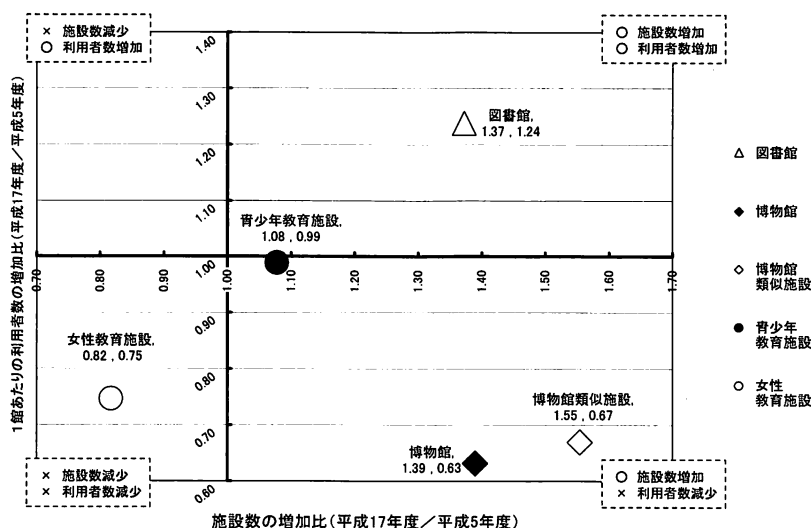 × 施設数減少
○ 利用者数増加
○ 施設数増加
○ 利用者数増加
1館あたりの利用者数の増加比(平成17年度/平成5年度)
1.40
1.30
1.20
1.10
1.00
0.90
0.80
0.70
0.60
図書館,
1.37 , 1.24
青少年教育施設,
1.08 , 0.99
0.70
0.80
0.90
1.00
1.10
1.20
1.30
1.40
1.50
1.60
1.70
女性教育施設,
0.82 , 0.75
博物館類似施設,
1.55 , 0.67
博物館,
1.39 , 0.63
× 施設数減少
× 利用者数減少
○ 施設数増加
× 利用者数減少
施設数の増加比(平成17年度/平成5年度)
△ 図書館
◆ 博物館
◇ 博物館
類似施設
● 青少年
教育施設
○ 女性
教育施設